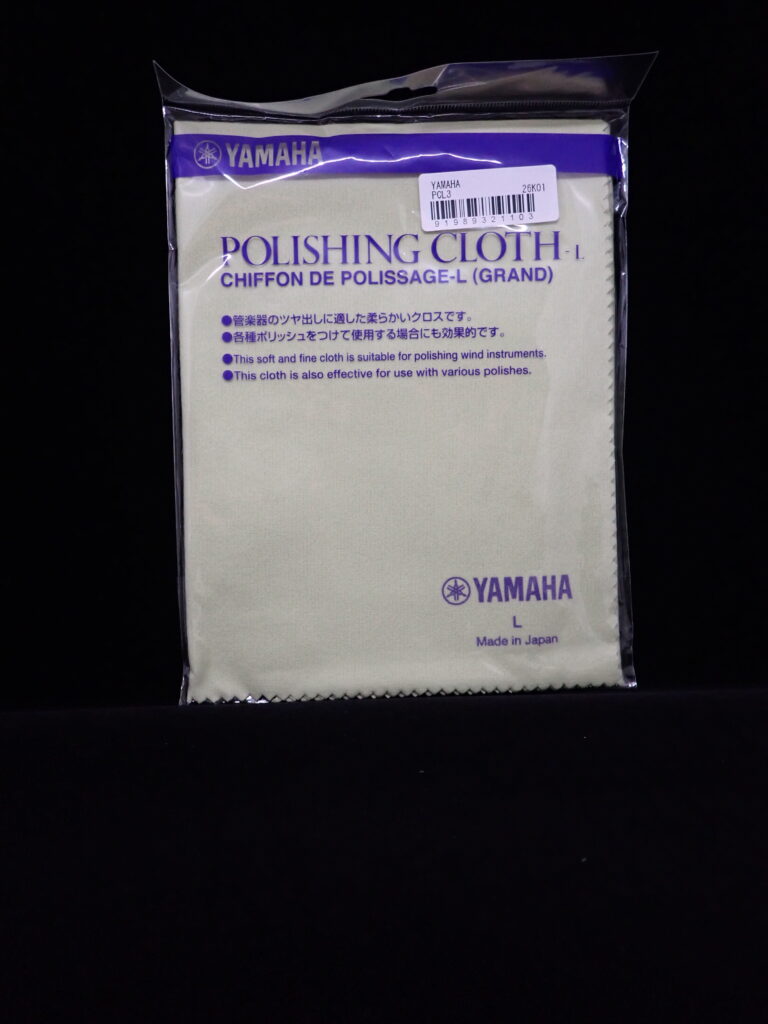 YAMAHA
YAMAHA
PCL3 26K01
91989321103
POLISHING CLOTH-L
CHIFFON DE POLISSAGE-L (GRAND)
●管楽器のツヤ出しに適した柔らかいクロスです。
●各種ポリッシュをつけて使用する場合にも効果的です。
●This soft and fine cloth is suitable for polishing wind instruments.
●This cloth is also effective for use with various polishes.
YAMAHA
L
Made in Japan